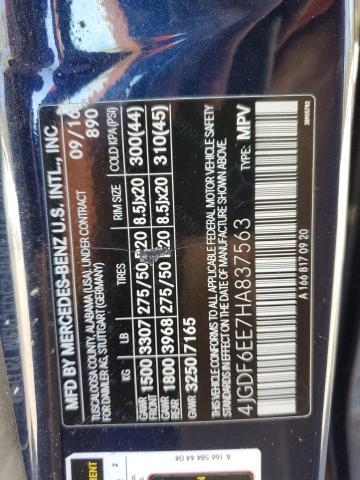 MFD BY MERCEDES-BENZ U.S. INTL., INC 09/16
TUSCALOOSA COUNTY, ALABAMA (USA), UNDER CONTRACT 890
OF DAIMLER AG, STUTTGART (GERMANY)
KG LB TIRES RIM SIZE COLD KPA(PSI)
GAWR FRONT 1500 3307 275/50 20 8.5Jx20 300(44)
GAWR REAR 1800 3968 275/50 20 8.5Jx20 310(45)
GVWR 3250 7165
THIS VEHICLE CONFORMS TO ALL APPLICABLE FEDERAL MOTOR VEHICLE SAFETY
STANDARDS IN EFFECT ON THE DATE OF MANUFACTURE SHOWN ABOVE.
4JGDF6EE7HA837563 TYPE: MPV
A 166 817 09 20
A 166 584 44 04
2